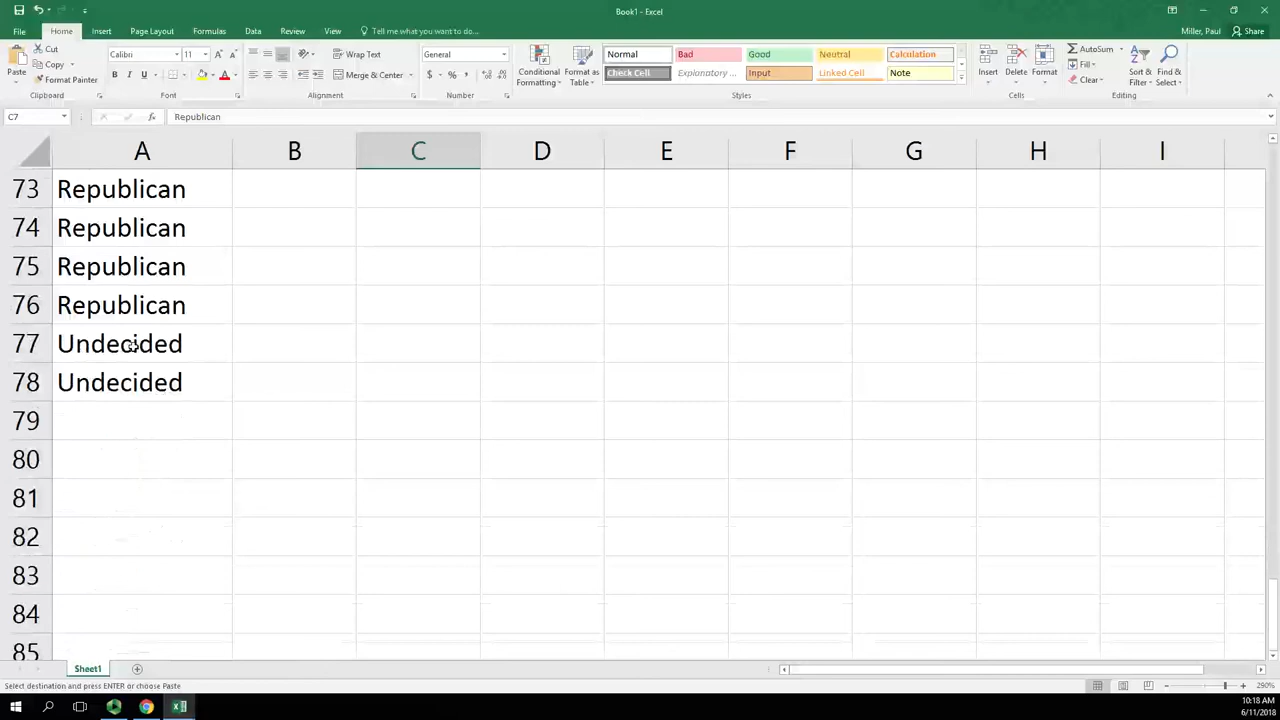 Book1 - Excel
Miller, Paul
Share
File Home Insert Page Layout Formulas Data Review View Tell me what you want to do...
Paste
Cut
Copy
Format Painter
Clipboard
Calibri 11
B I U A
Font
Wrap Text
Merge & Center
Alignment
General
$ % ,
Number
Conditional Formatting
Format as Table
Normal Bad Good Neutral Calculation
Check Cell Explanatory ... Input Linked Cell Note
Styles
Insert Delete Format
Cells
AutoSum
Fill
Clear
Sort & Filter
Find & Select
Editing
C7 fx Republican
A B C D E F G H I
73 Republican
74 Republican
75 Republican
76 Republican
77 Undecided
78 Undecided
79
80
81
82
83
84
85
Sheet1
Select destination and press ENTER or choose Paste
290%
10:18 AM
6/11/2018